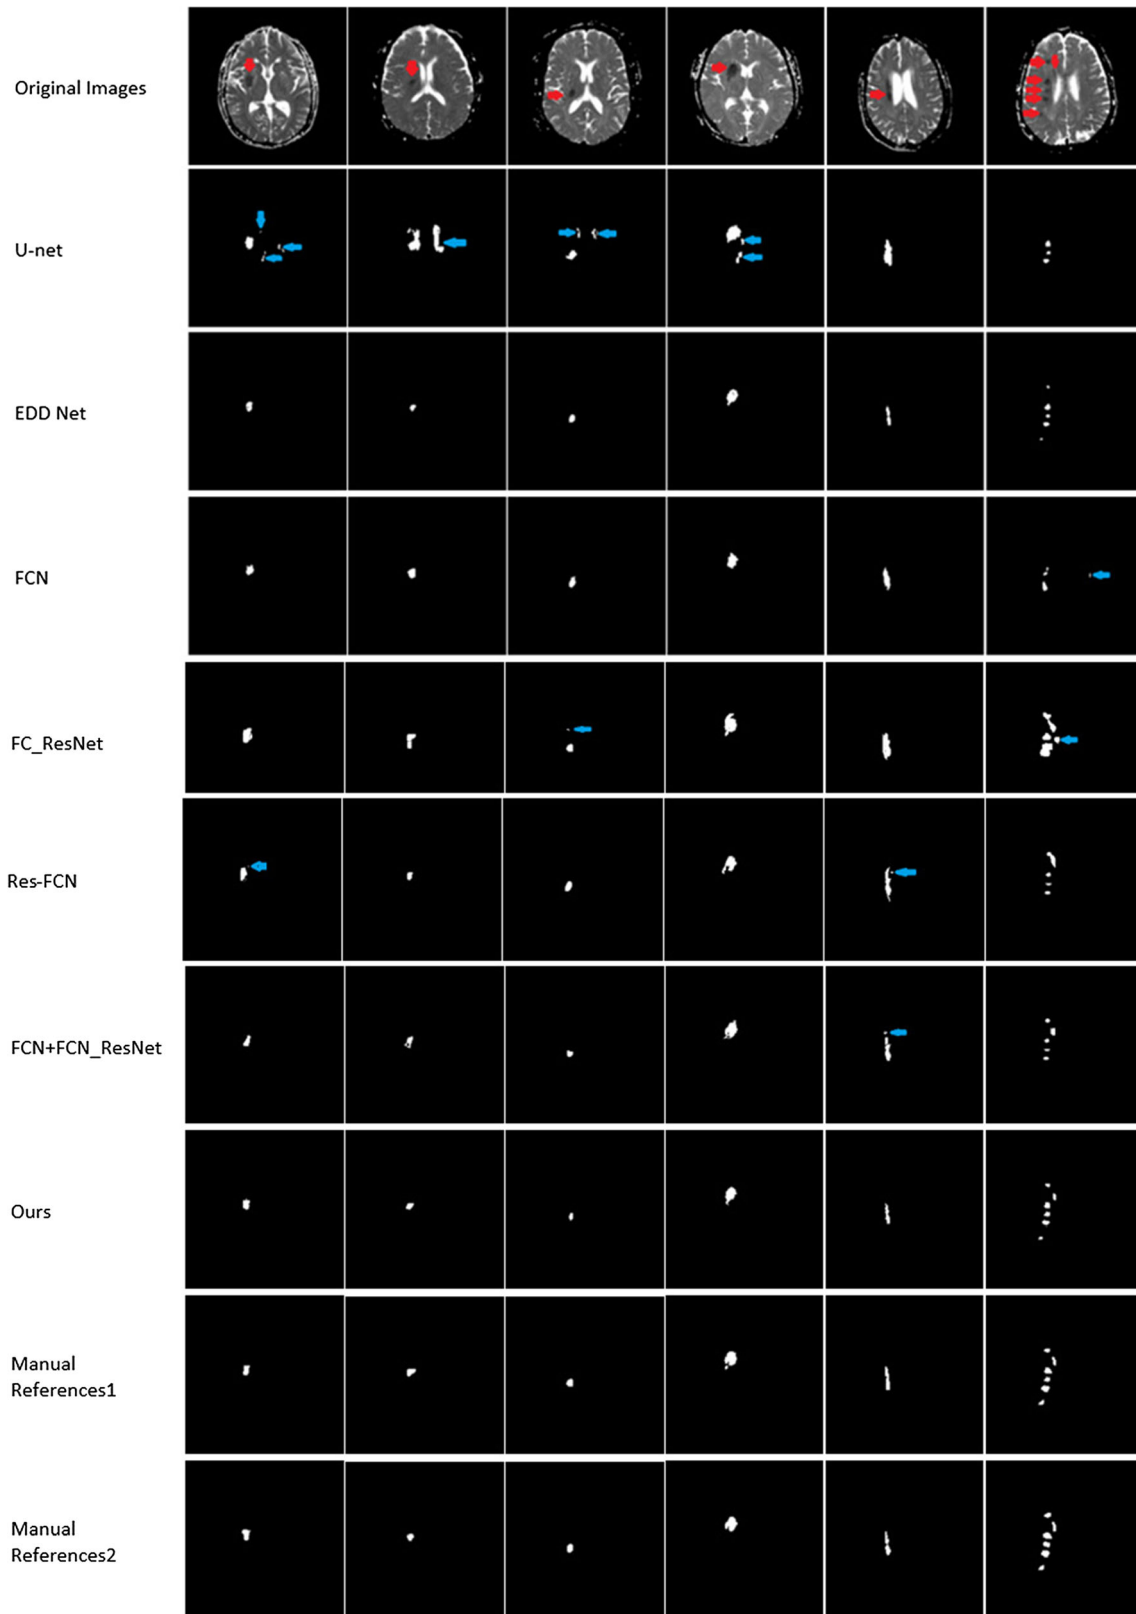 Original Images
U-net
EDD Net
FCN
FC_ResNet
Res-FCN
FCN+FCN_ResNet
Ours
Manual
References1
Manual
References2